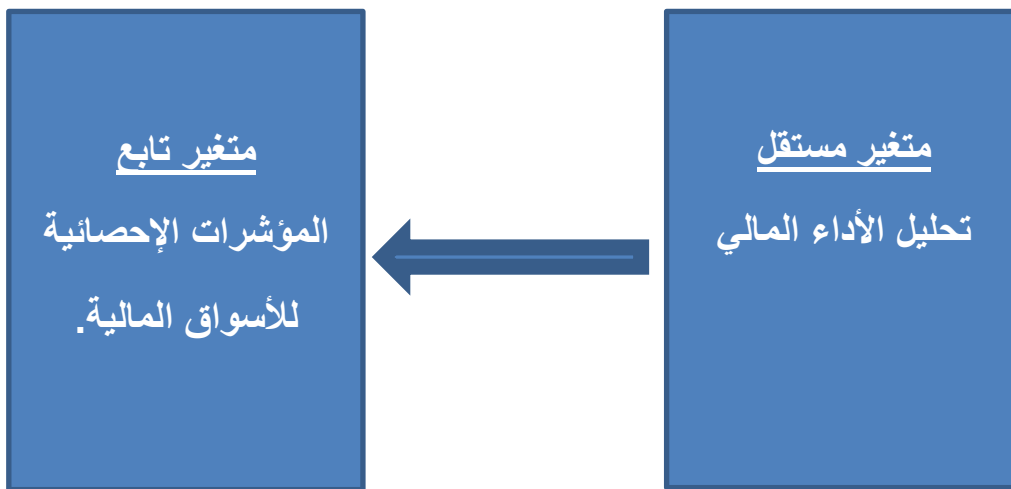 متغير مستقل
تحليل الأداء المالي
متغير تابع
المؤشرات الإحصائية
للأسواق المالية.